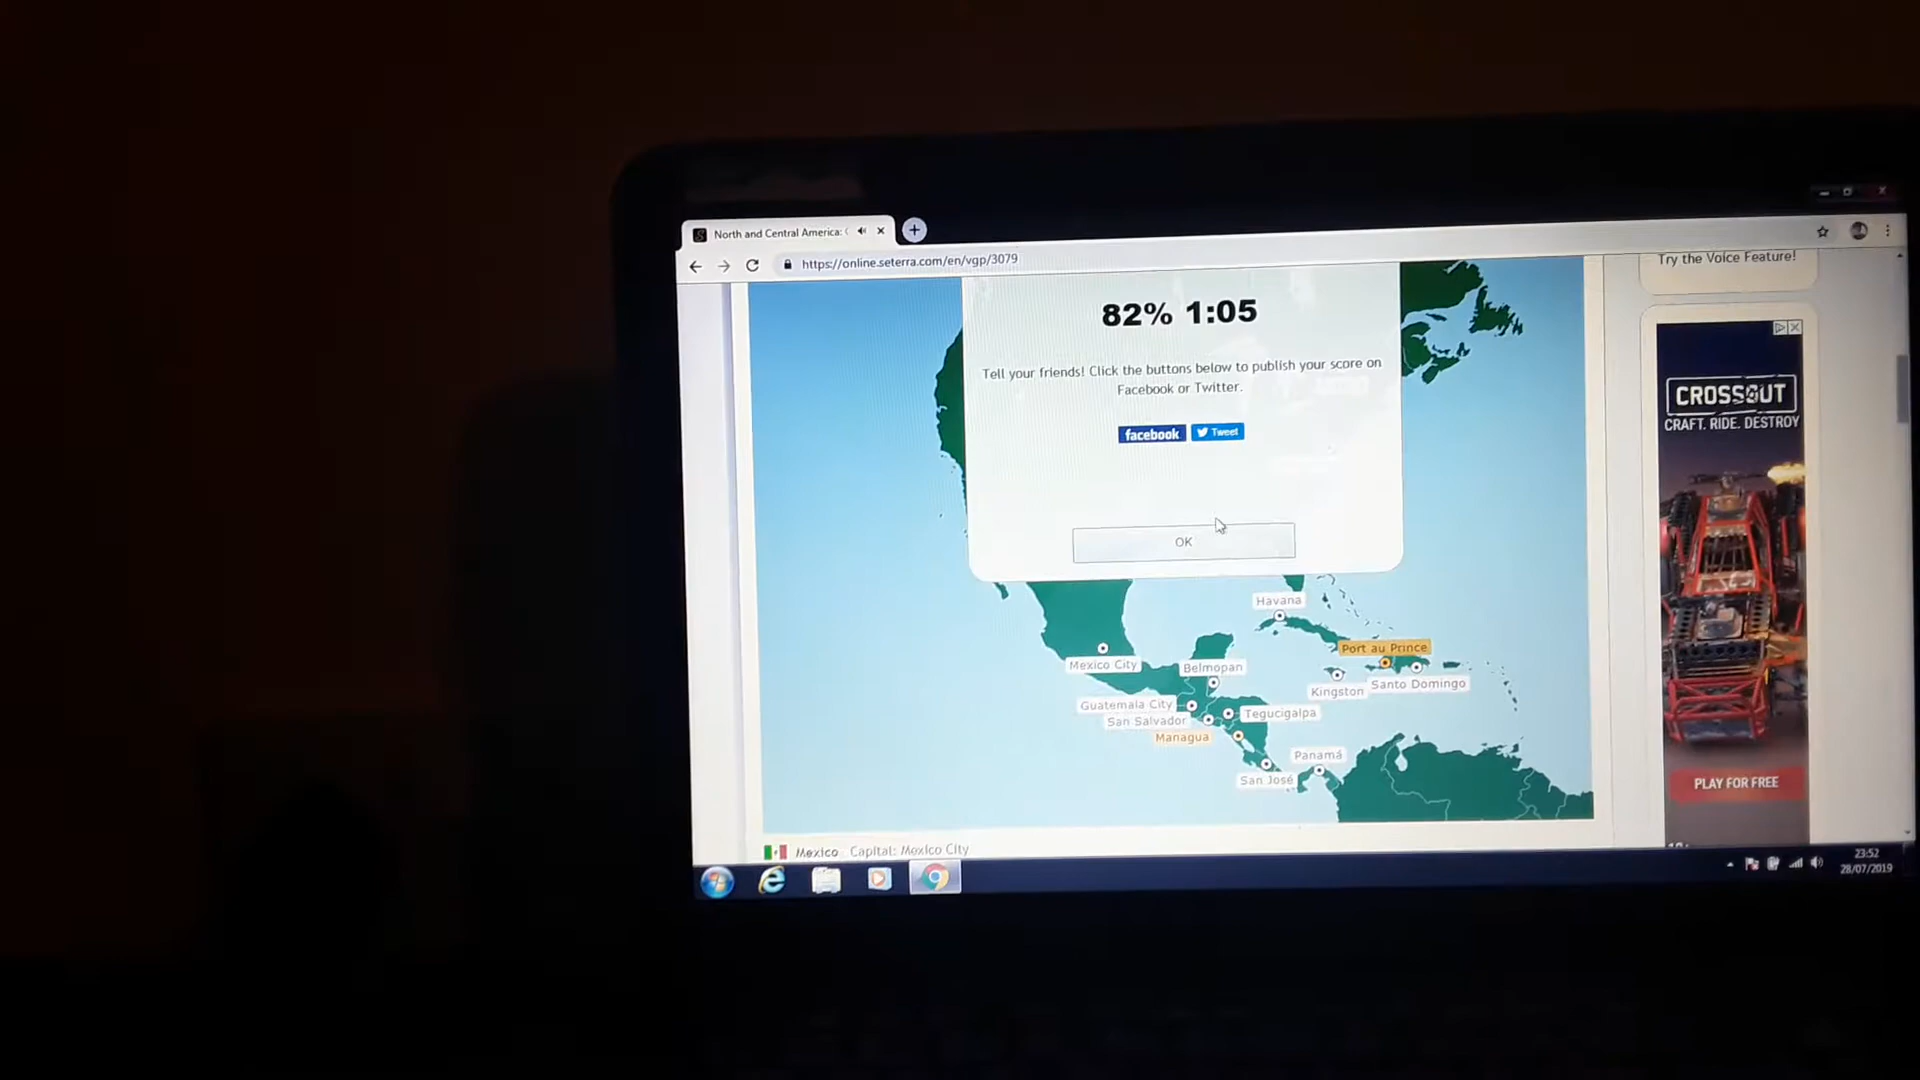 North and Central America:
https://online.seterra.com/en/vgp/3079
Try the Voice Feature!
82% 1:05
Tell your friends! Click the buttons below to publish your score on
Facebook or Twitter.
facebook
Tweet
OK
CROSSOUT
CRAFT. RIDE. DESTROY
Havana
Port au Prince
Mexico City
Belmopan
Kingston
Santo Domingo
Guatemala City
San Salvador
Tegucigalpa
Managua
Panamá
San José
PLAY FOR FREE
Mexico Capital: Mexico City
23:52
28/07/2019